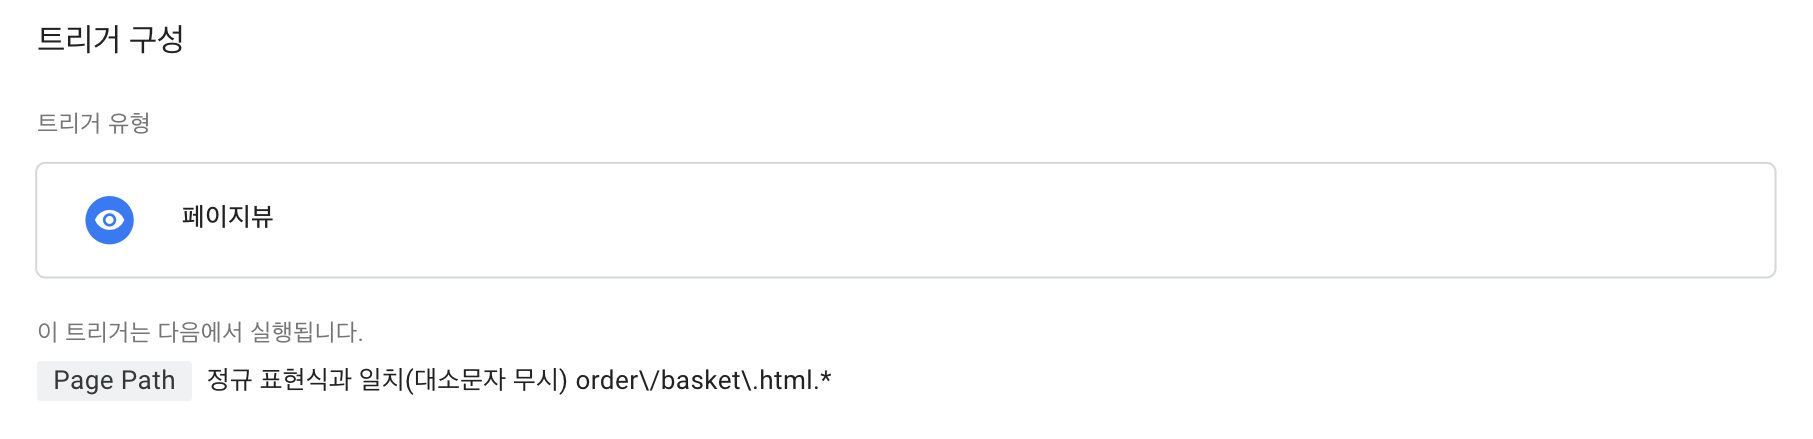 트리거 구성
트리거 유형
페이지뷰
이 트리거는 다음에서 실행됩니다.
Page Path 정규 표현식과 일치(대소문자 무시) order\/basket\.html.*